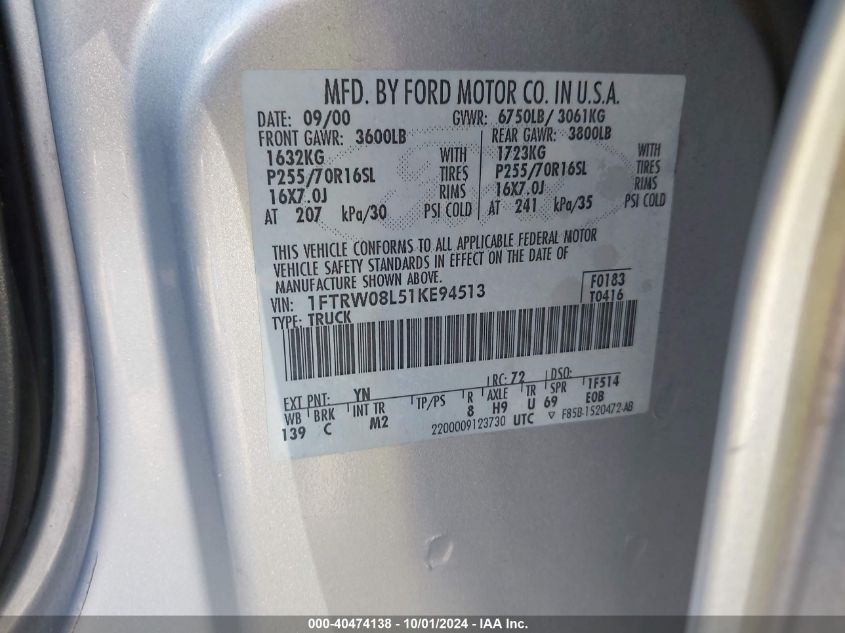 MFD. BY FORD MOTOR CO. IN U.S.A.
DATE: 09/00 GVWR: 6750LB/ 3061KG
FRONT GAWR: 3600LB REAR GAWR: 3800LB
1632KG WITH 1723KG WITH
P255/70R16SL TIRES P255/70R16SL TIRES
16X7.0J RIMS 16X7.0J RIMS
AT 207 kPa/30 PSI COLD AT 241 kPa/35 PSI COLD
THIS VEHICLE CONFORMS TO ALL APPLICABLE FEDERAL MOTOR
VEHICLE SAFETY STANDARDS IN EFFECT ON THE DATE OF
MANUFACTURE SHOWN ABOVE.
VIN: 1FTRW08L51KE94513 F0183
TYPE: TRUCK T0416
EXT PNT: YN RC: 72 DSO:
WB BRK INT TR TP/PS R AXLE TR SPR 1F514
139 C M2 8 H9 U 69 E0B
2200009123730 UTC ▽ F85B-1520472-AB
000-40474138 - 10/01/2024 - IAA Inc.